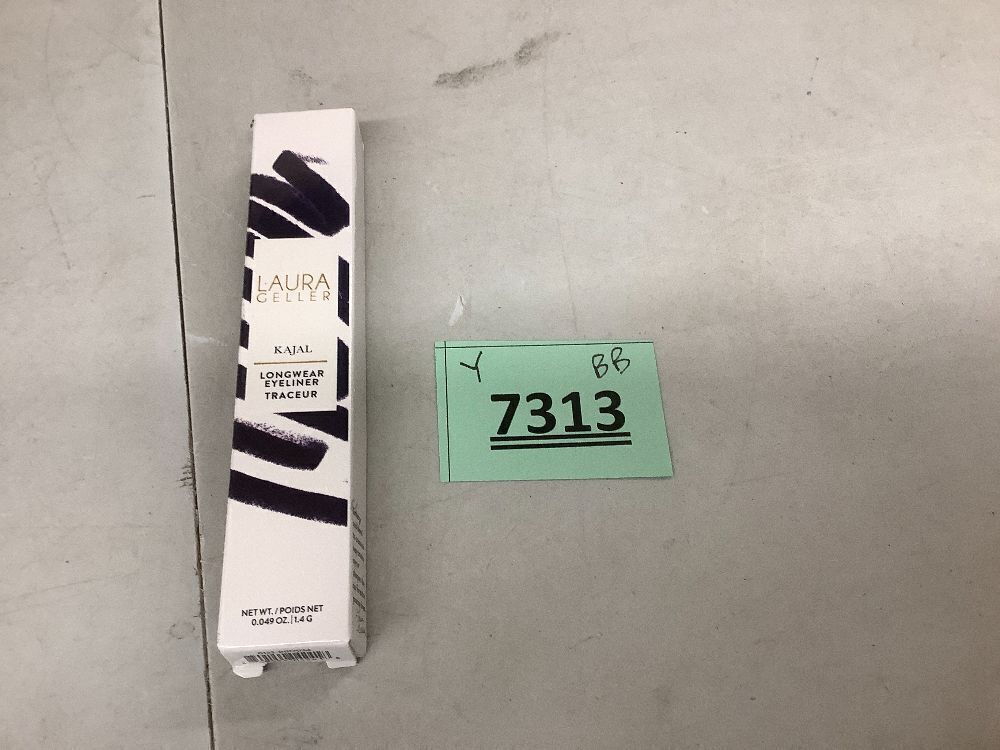 LAURA
GELLER
KAJAL
LONGWEAR
EYELINER
TRACEUR
NET WT. / POIDS NET
0.049 OZ. | 1.4 G
Y BB
7313